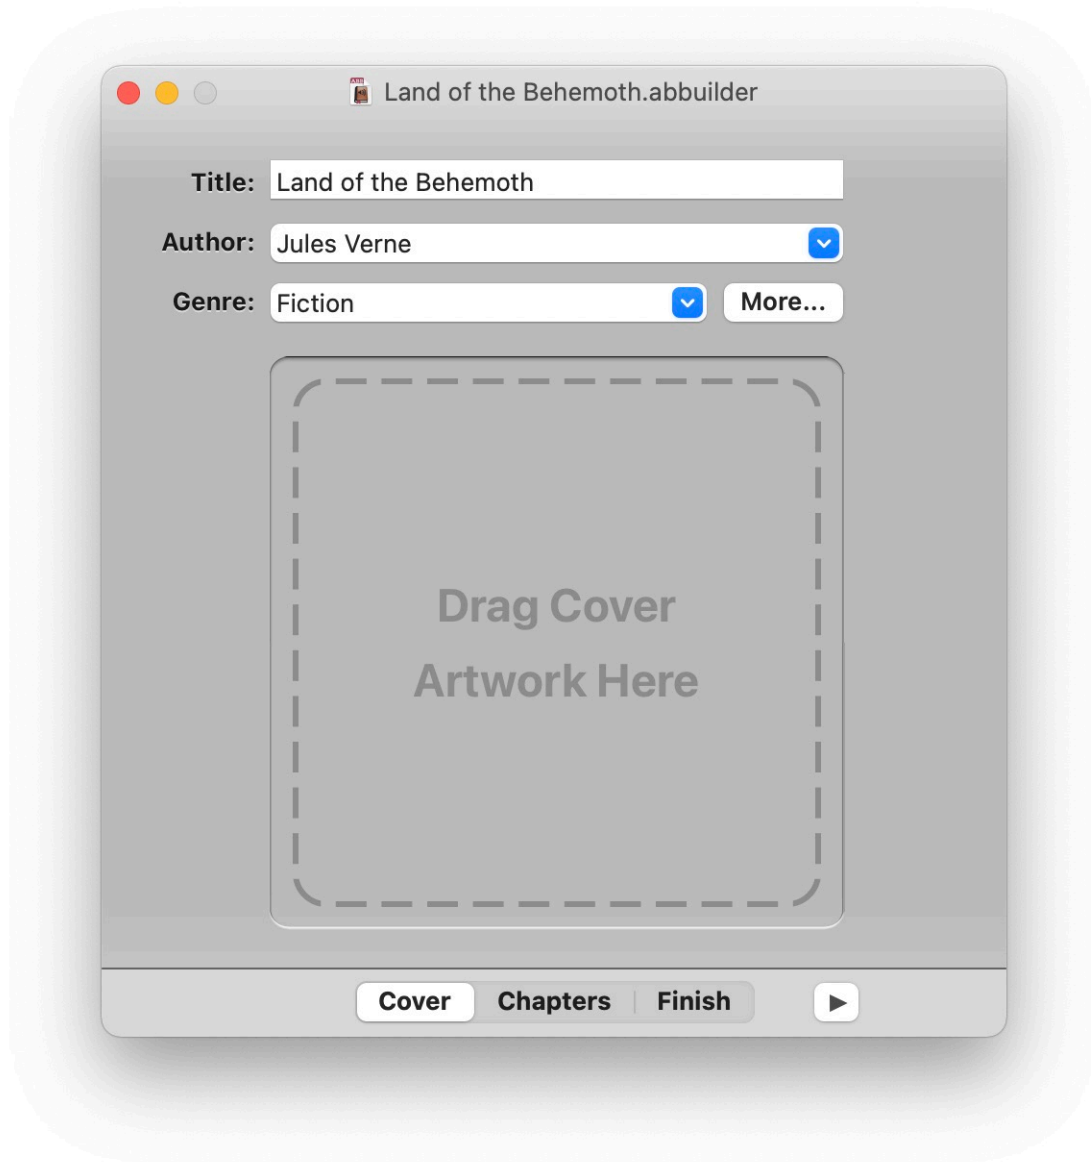 Land of the Behemoth.abbuilder
Title: Land of the Behemoth
Author: Jules Verne
Genre: Fiction More...
Drag Cover
Artwork Here
Cover Chapters Finish